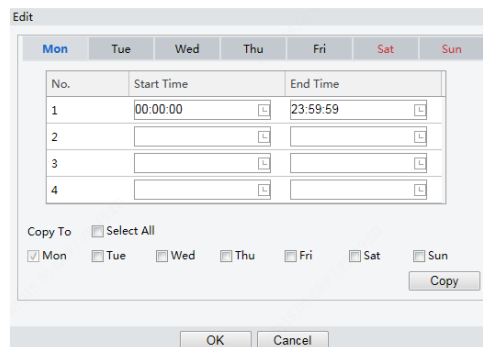 Edit
Mon Tue Wed Thu Fri Sat Sun
No. Start Time End Time
1 00:00:00 23:59:59
2
3
4
Copy To Select All
Mon Tue Wed Thu Fri Sat Sun
Copy
OK Cancel